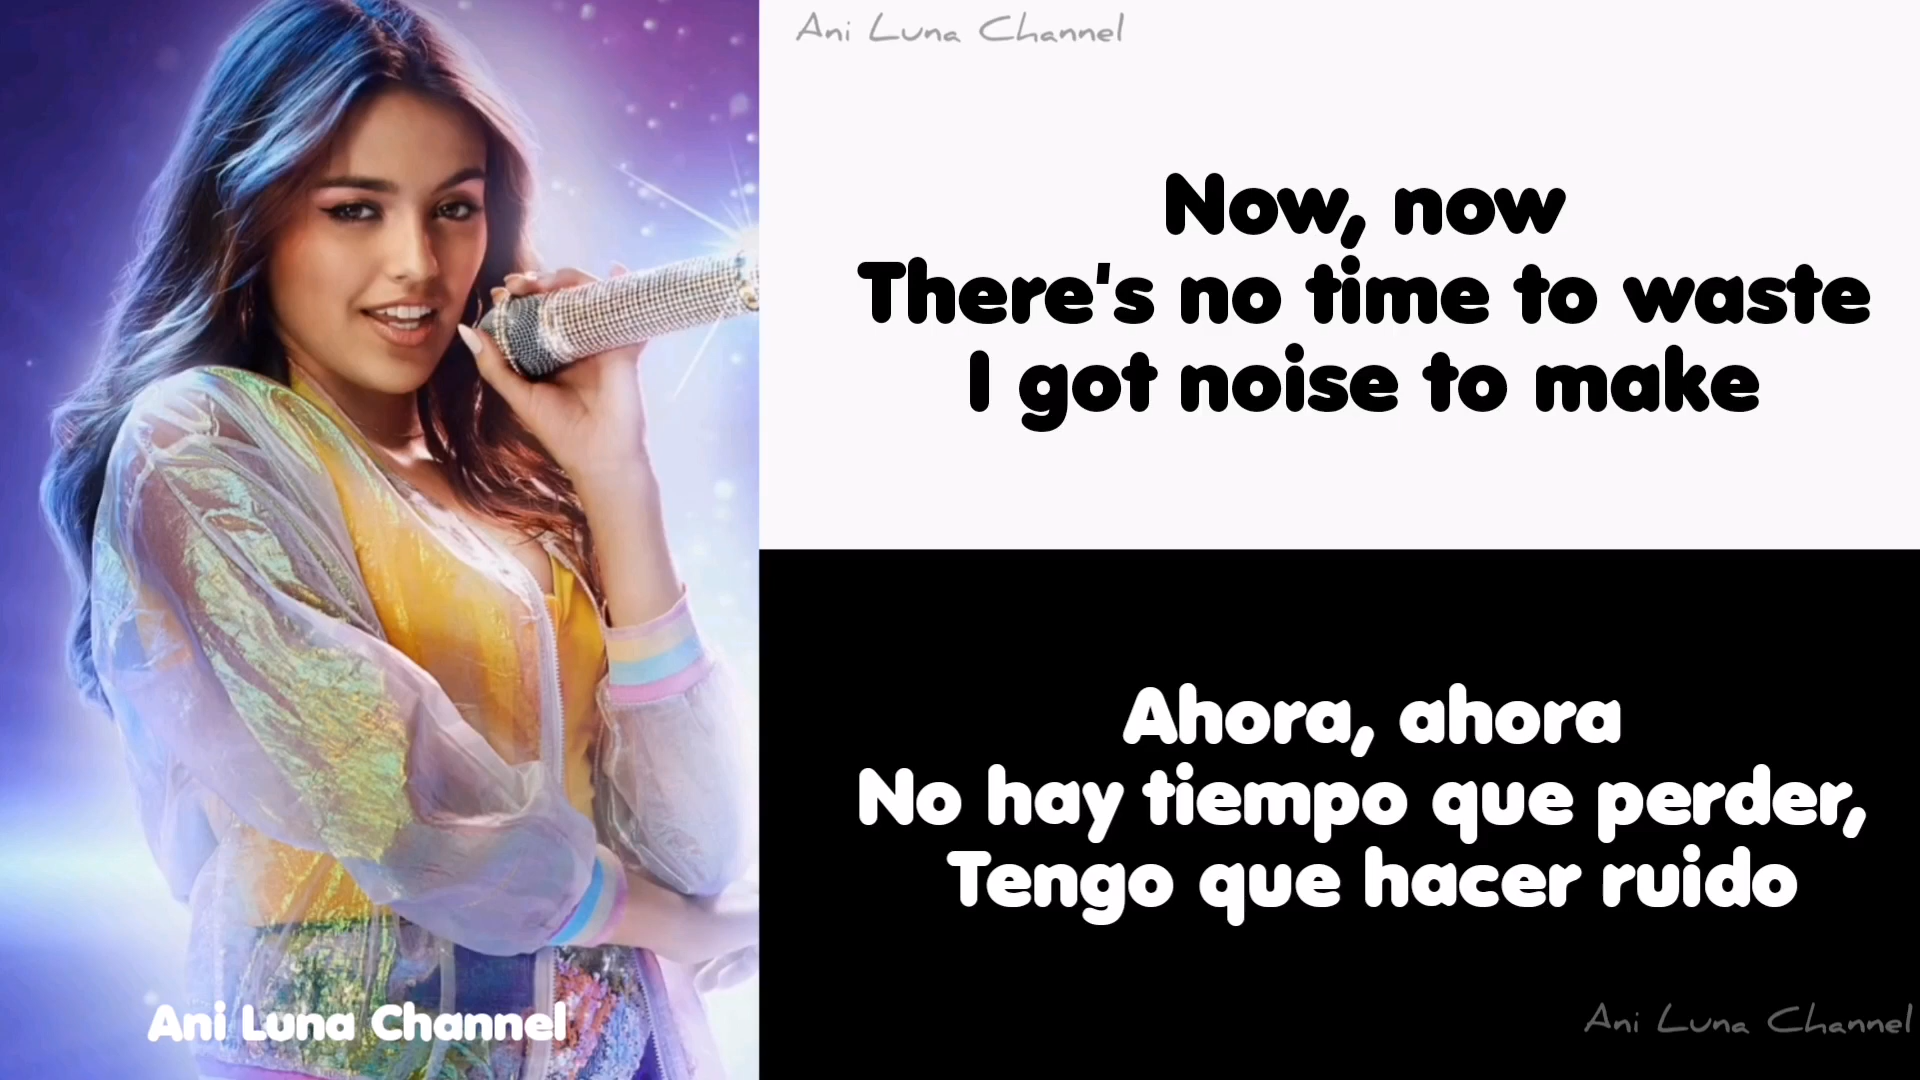 Ani Luna Channel
Now, now
There's no time to waste
I got noise to make
Ahora, ahora
No hay tiempo que perder,
Tengo que hacer ruido
Ani Luna Channel
Ani Luna Channel